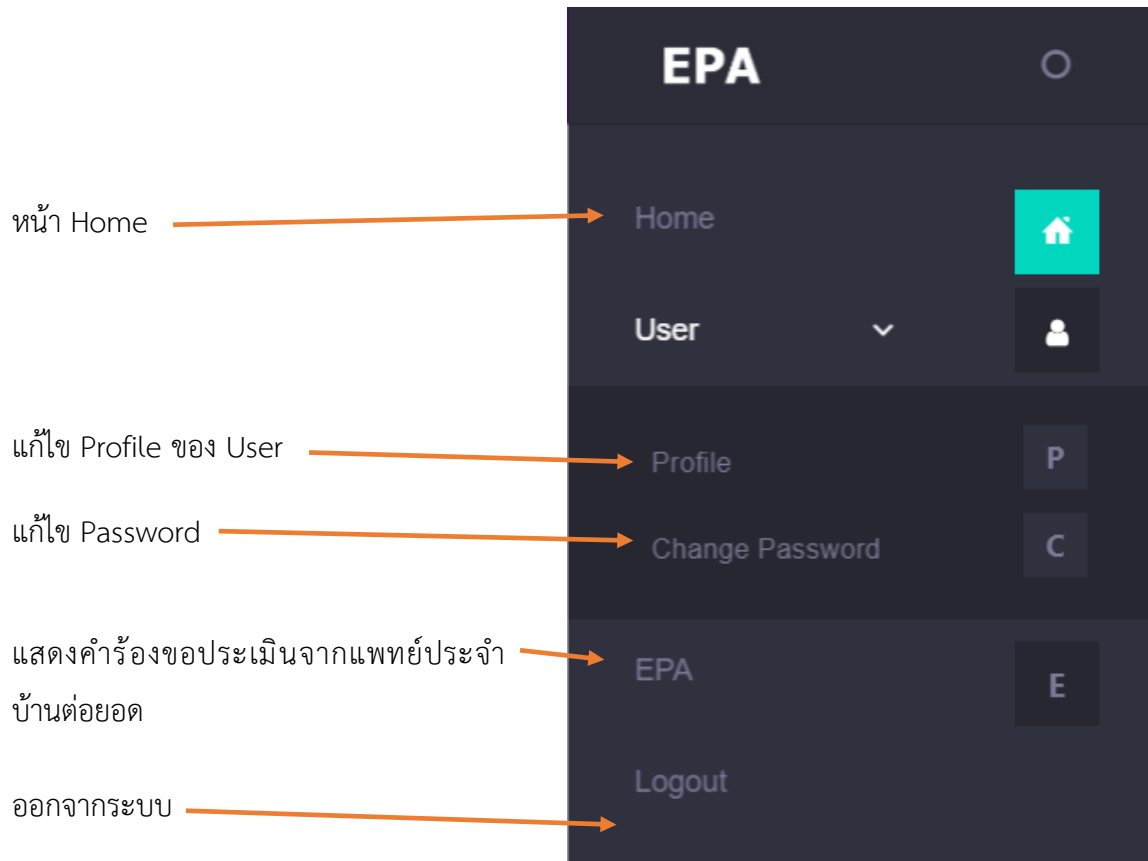 EPA
หน้า Home
Home
User
แก้ไข Profile ของ User
Profile
P
แก้ไข Password
Change Password
C
แสดงคำร้องขอประเมินจากแพทย์ประจำ
บ้านต่อยอด
EPA
E
Logout
ออกจากระบบ